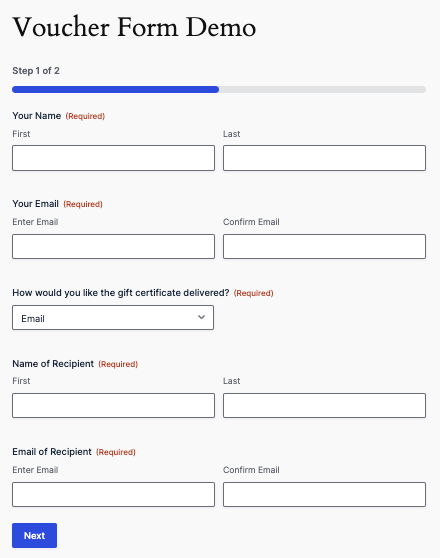 Voucher Form Demo
Step 1 of 2
Your Name (Required)
First Last
Your Email (Required)
Enter Email Confirm Email
How would you like the gift certificate delivered? (Required)
Email
Name of Recipient (Required)
First Last
Email of Recipient (Required)
Enter Email Confirm Email
Next